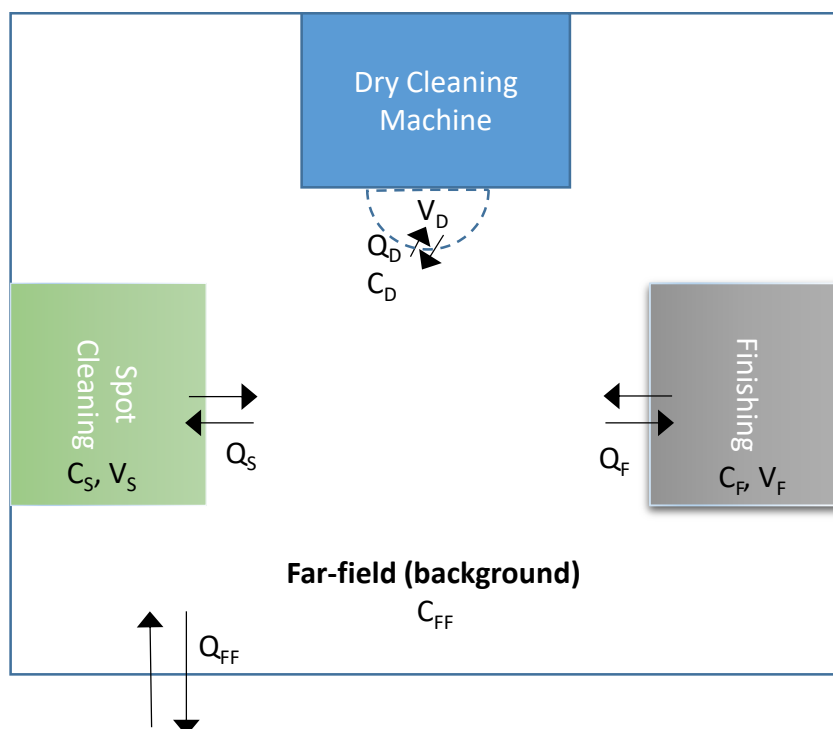 Dry Cleaning
Machine
V_D
Q_D
C_D
Spot
Cleaning
C_S, V_S
Q_S
Finishing
C_F, V_F
Q_F
Far-field (background)
C_FF
Q_FF